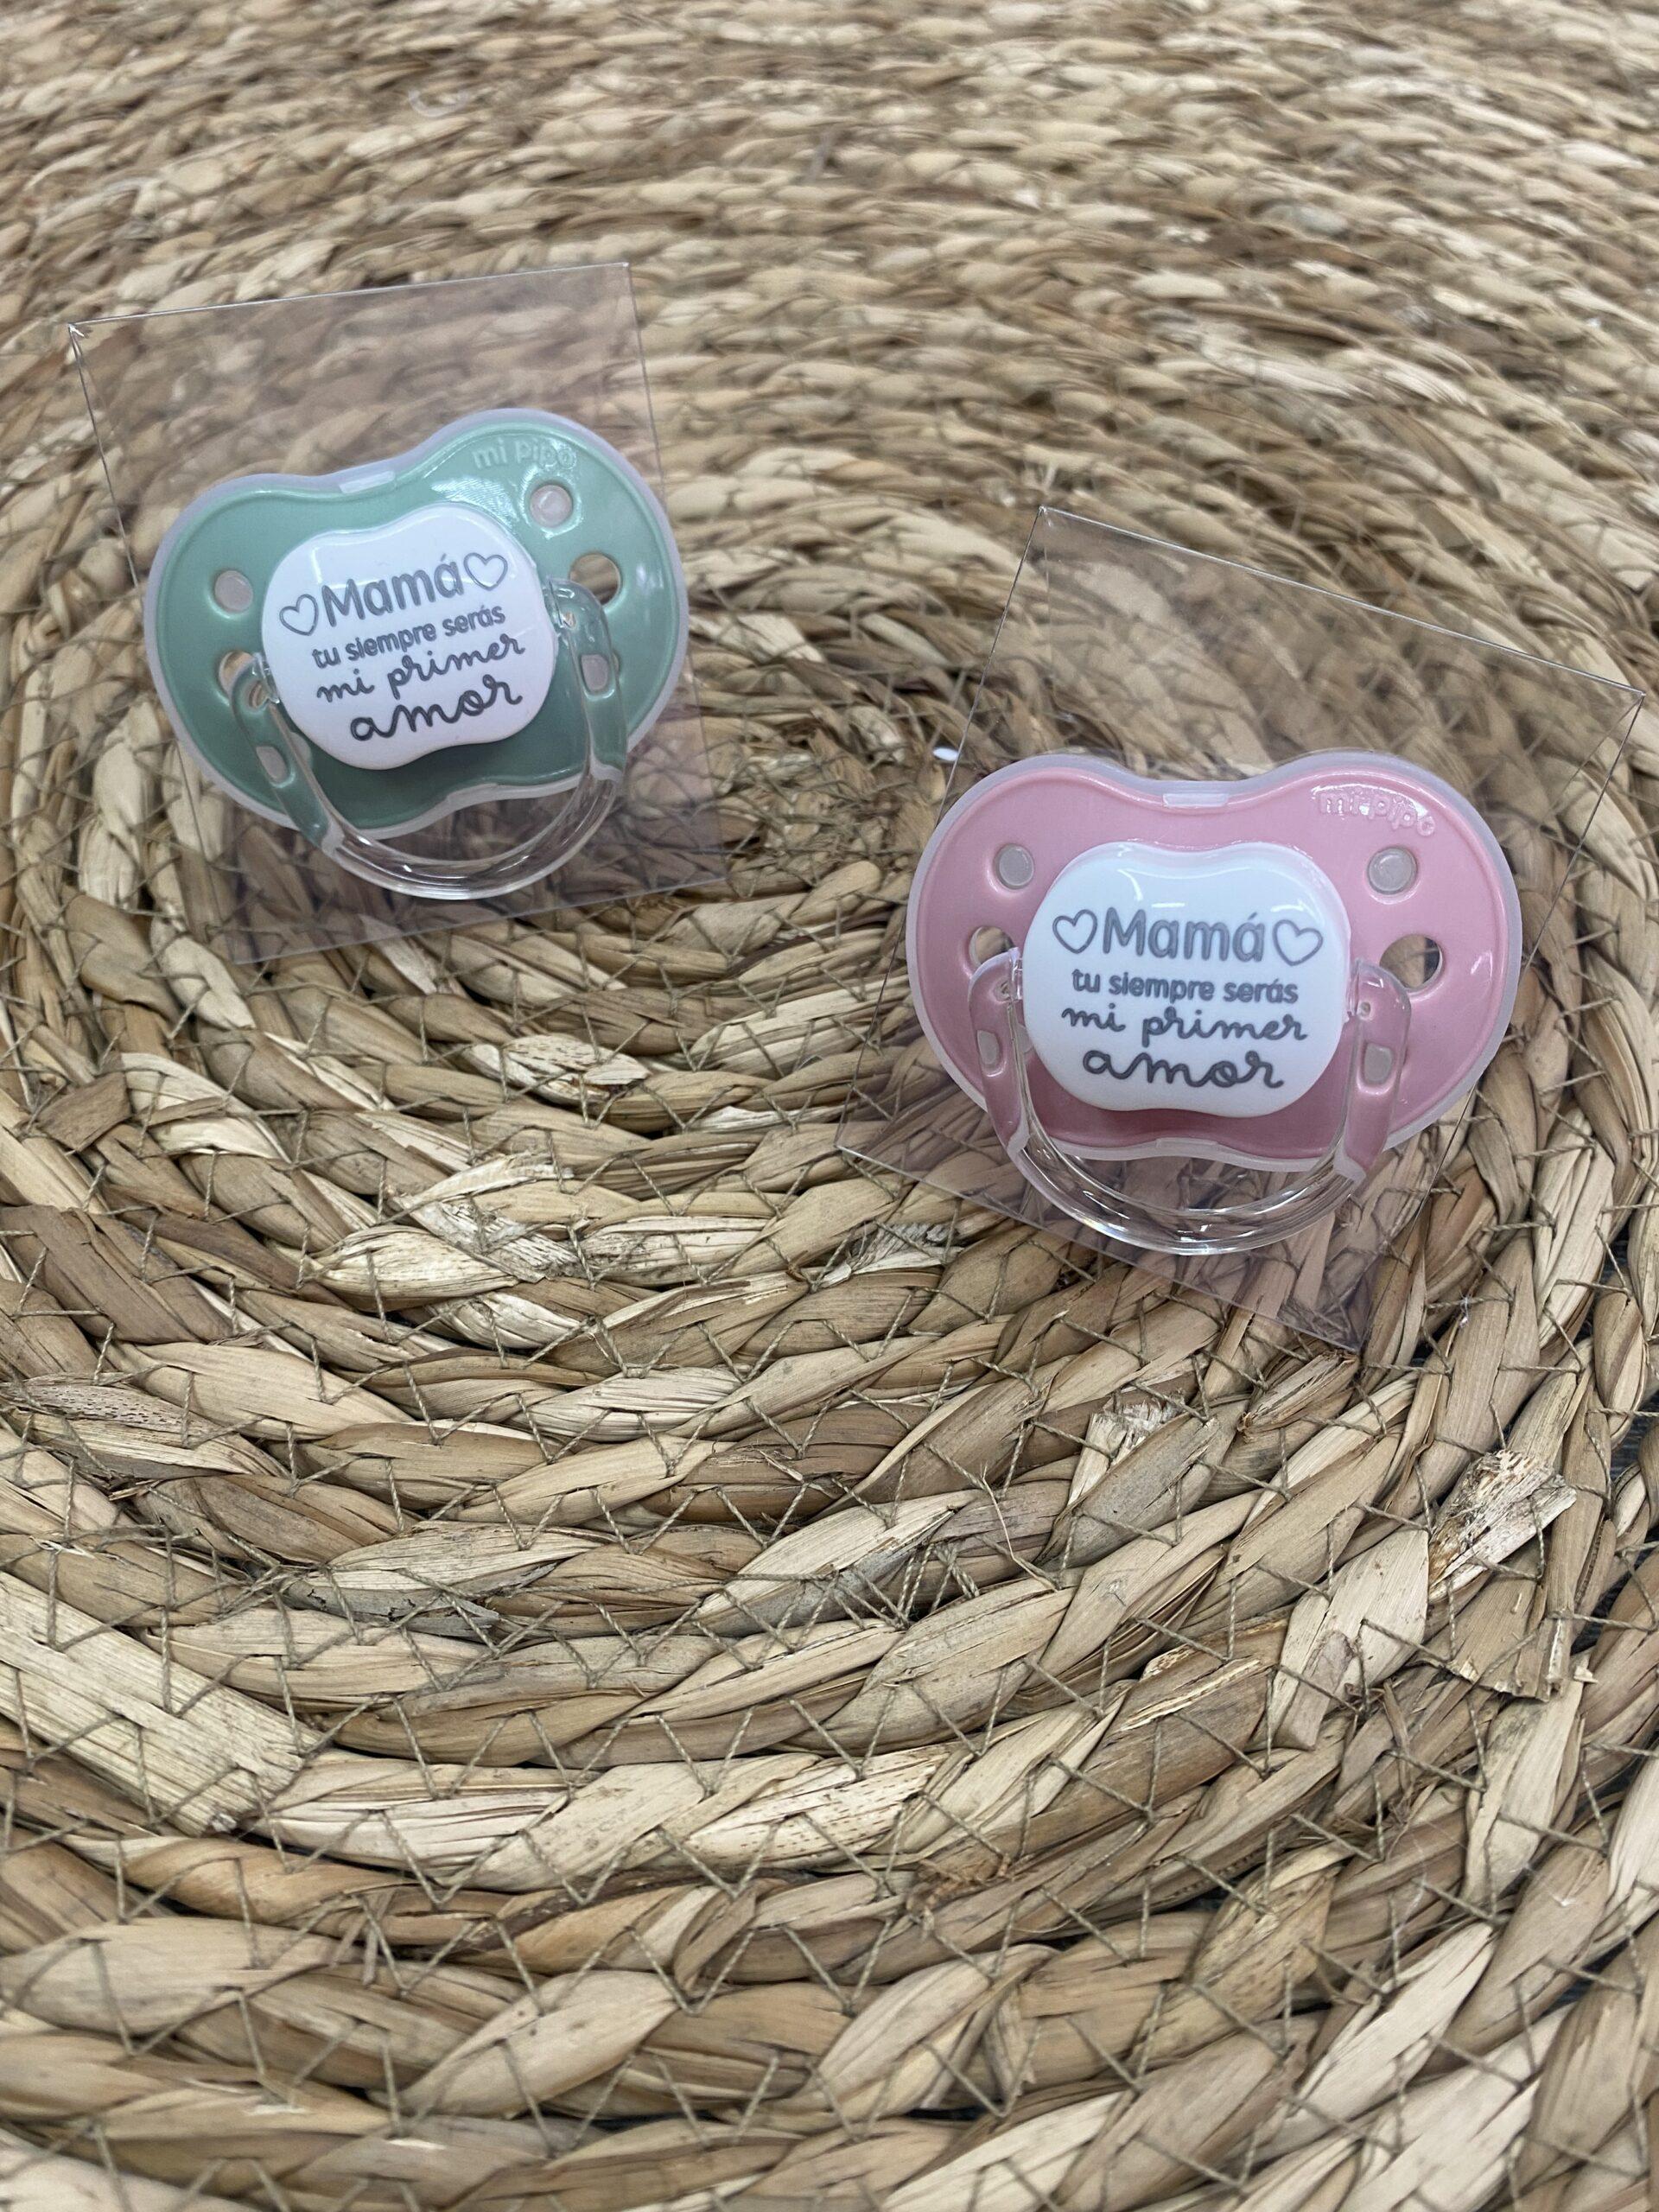 mi pipo
♡Mamá♡
tu siempre serás
mi primer
amor
mi pipo
♡Mamá♡
tu siempre serás
mi primer
amor